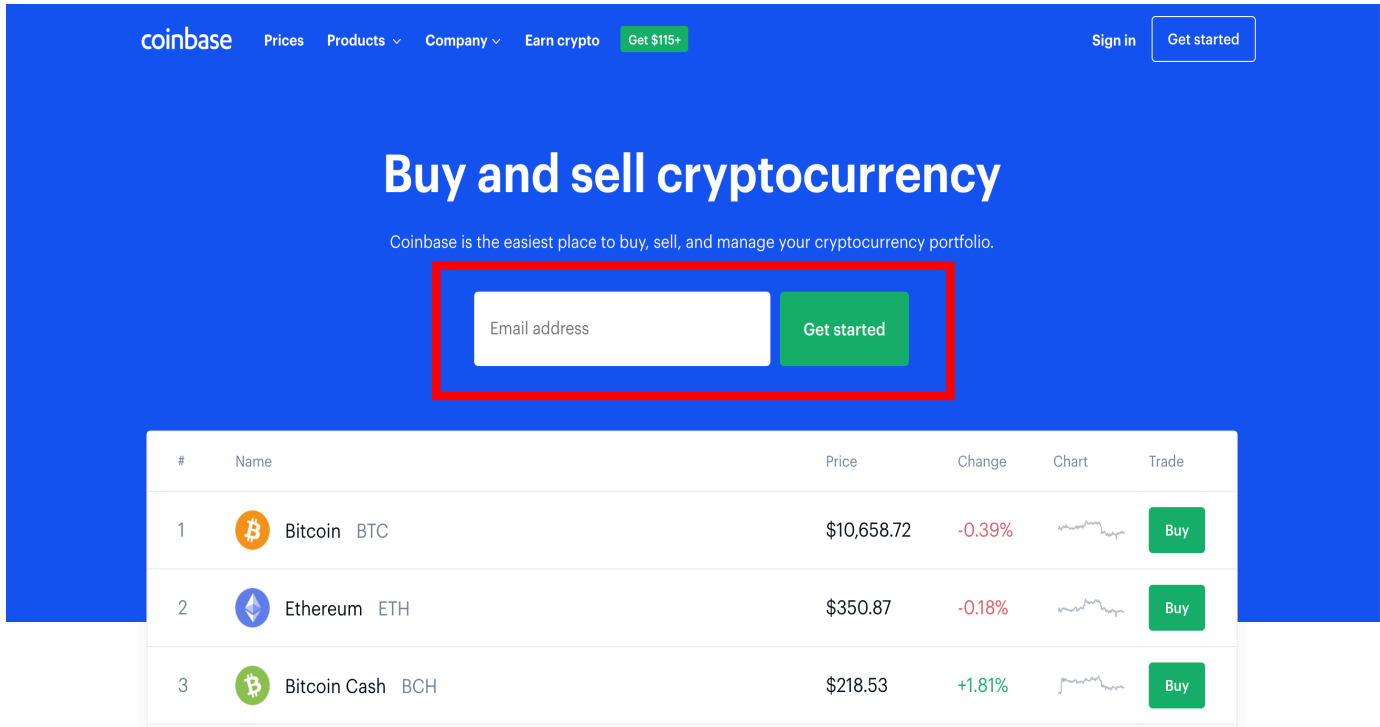 coinbase Prices Products Company Earn crypto Get $115+ Sign in Get started
Buy and sell cryptocurrency
Coinbase is the easiest place to buy, sell, and manage your cryptocurrency portfolio.
Email address Get started
# Name Price Change Chart Trade
1 Bitcoin BTC $10,658.72 -0.39% Buy
2 Ethereum ETH $350.87 -0.18% Buy
3 Bitcoin Cash BCH $218.53 +1.81% Buy